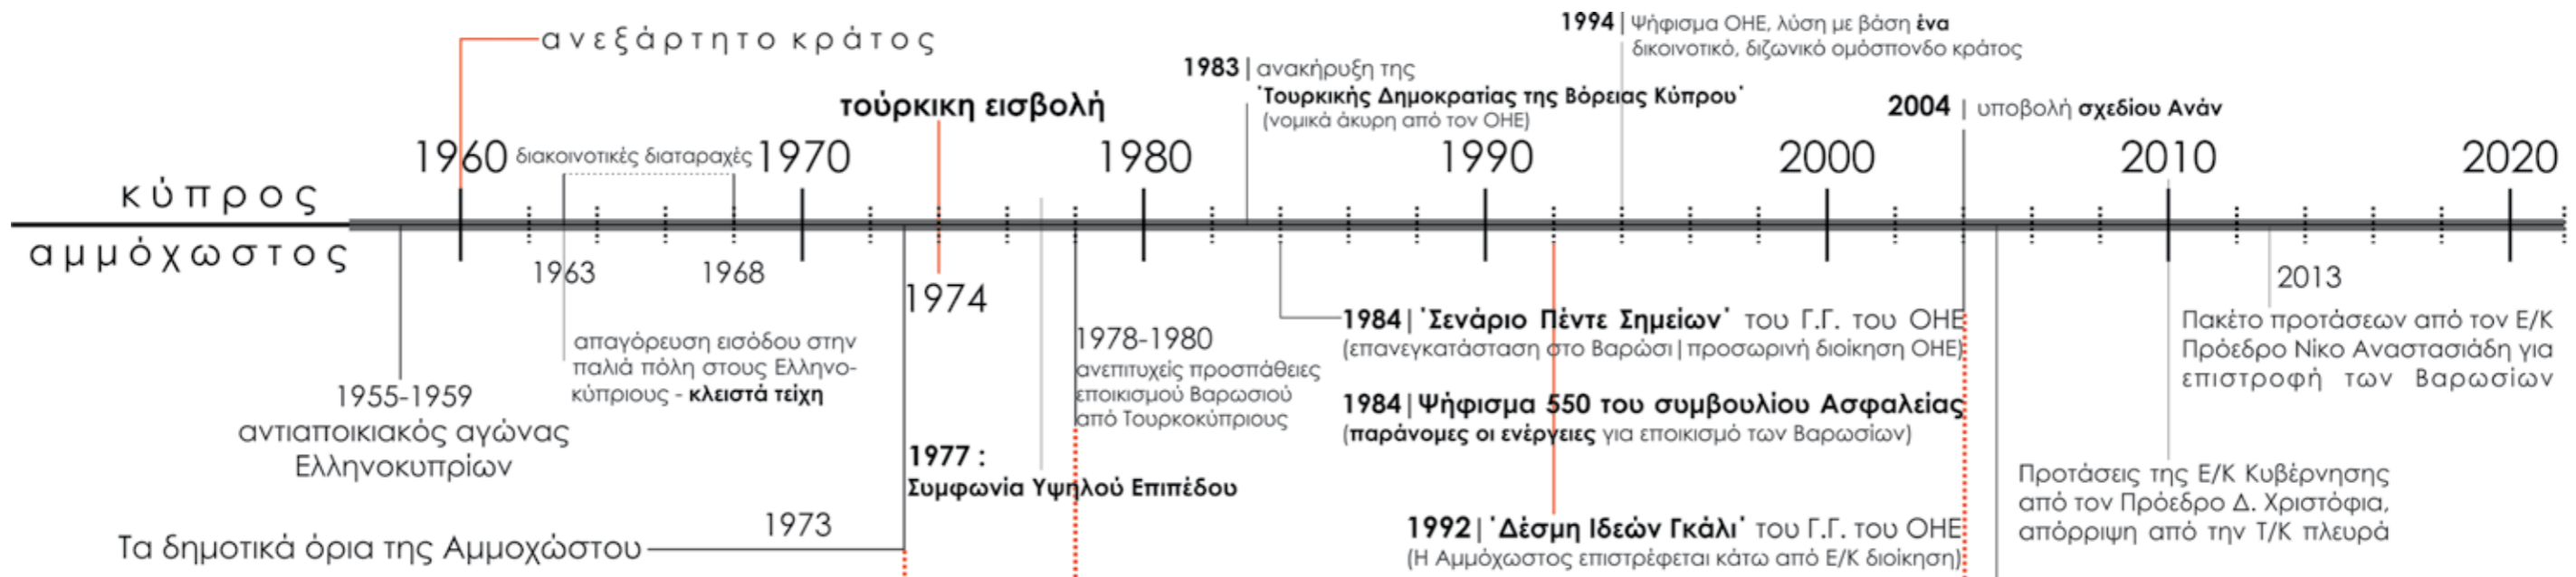 ανεξάρτητο κράτος
1994 | Ψήφισμα ΟΗΕ, λύση με βάση ένα
δικοινοτικό, διζωνικό ομόσπονδο κράτος
1983 | ανακήρυξη της
'Τουρκικής Δημοκρατίας της Βόρειας Κύπρου'
(νομικά άκυρη από τον ΟΗΕ)
τούρκικη εισβολή
2004 | υποβολή σχεδίου Ανάν
1960 διακοινοτικές διαταραχές 1970 1980 1990 2000 2010 2020
κύπρος
αμμόχωστος
1963 1968
1974
2013
1984| 'Σενάριο Πέντε Σημείων' του Γ.Γ. του ΟΗΕ
(επανεγκατάσταση στο Βαρώσι|προσωρινή διοίκηση ΟΗΕ)
Πακέτο προτάσεων από τον Ε/Κ
Πρόεδρο Νίκο Αναστασιάδη για
επιστροφή των Βαρωσίων
απαγόρευση εισόδου στην
παλιά πόλη στους Ελληνο-
κύπριους - κλειστά τείχη
1978-1980
ανεπιτυχείς προσπάθειες
εποικισμού Βαρωσιού
από Τουρκοκύπριους
1955-1959
αντιαποικιακός αγώνας
Ελληνοκυπρίων
1984|Ψήφισμα 550 του συμβουλίου Ασφαλείας
(παράνομες οι ενέργειες για εποικισμό των Βαρωσίων)
1977 :
Συμφωνία Υψηλού Επιπέδου
Προτάσεις της Ε/Κ Κυβέρνησης
από τον Πρόεδρο Δ. Χριστόφια,
απόρριψη από την Τ/Κ πλευρά
1973
Τα δημοτικά όρια της Αμμοχώστου
1992| 'Δέσμη Ιδεών Γκάλι' του Γ.Γ. του ΟΗΕ
(Η Αμμόχωστος επιστρέφεται κάτω από Ε/Κ διοίκηση)